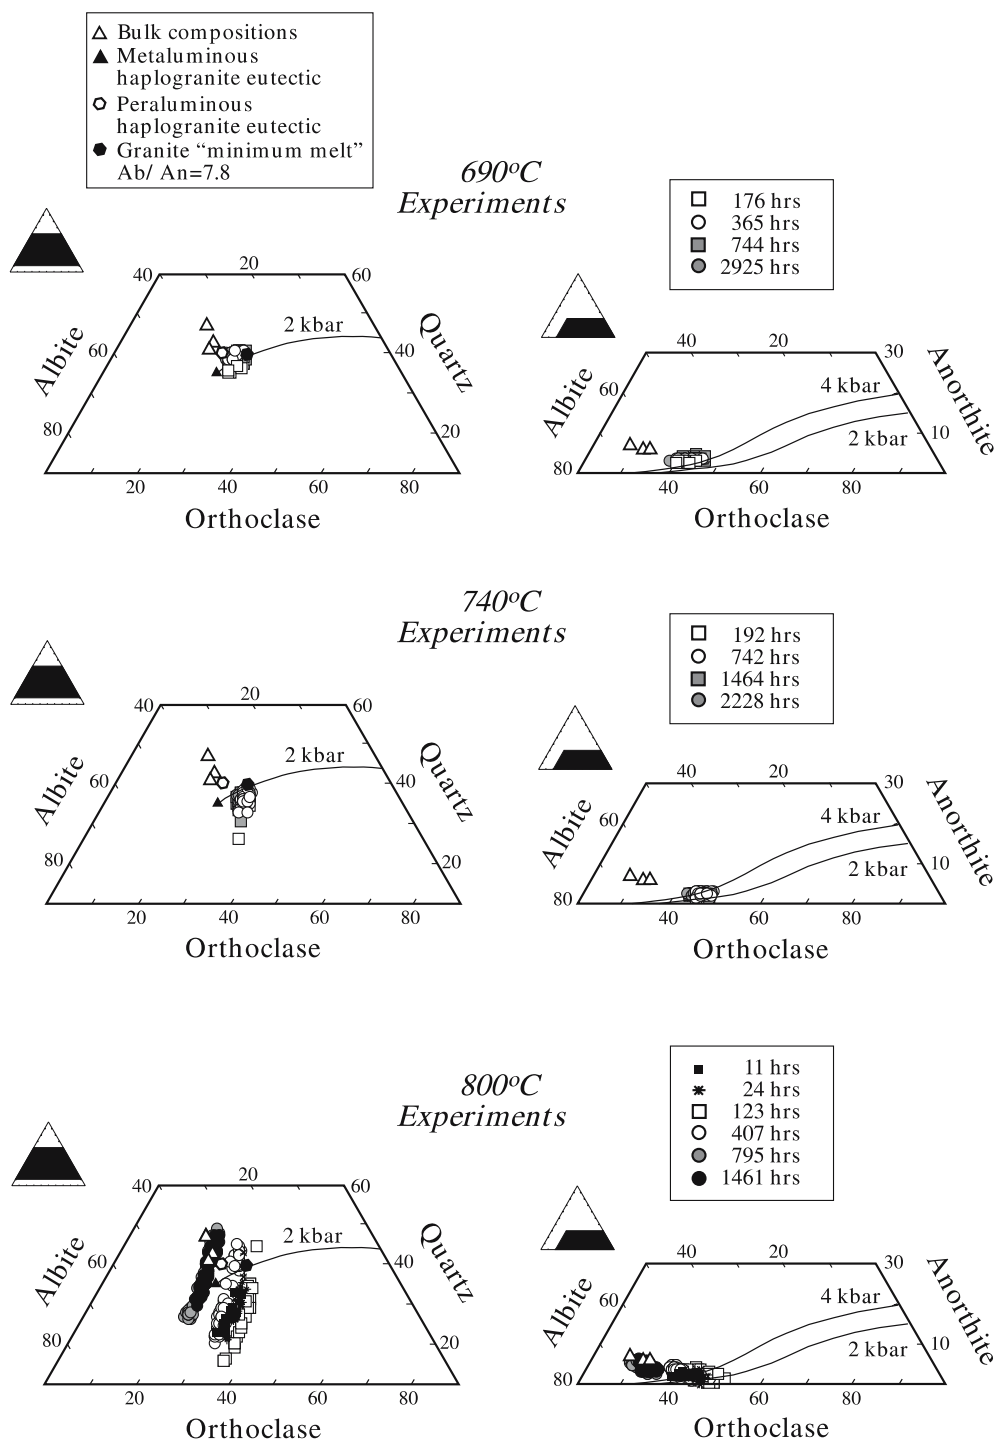 Bulk compositions
Metaluminous
haplogranite eutectic
Peraluminous
haplogranite eutectic
Granite “minimum melt”
Ab/ An=7.8
690oC
Experiments
176 hrs
365 hrs
744 hrs
2925 hrs
40
20
60
2 kbar
Albite
60
Quartz
40
80
20
20
40
60
80
Orthoclase
40
20
30
Albite
60
4 kbar
Anorthite
2 kbar
10
80
40
60
80
Orthoclase
740oC
Experiments
192 hrs
742 hrs
1464 hrs
2228 hrs
40
20
60
2 kbar
Albite
60
Quartz
40
80
20
20
40
60
80
Orthoclase
40
20
30
Albite
60
4 kbar
Anorthite
2 kbar
10
80
40
60
80
Orthoclase
800oC
Experiments
11 hrs
24 hrs
123 hrs
407 hrs
795 hrs
1461 hrs
40
20
60
2 kbar
Albite
60
Quartz
40
80
20
20
40
60
80
Orthoclase
40
20
30
Albite
60
4 kbar
Anorthite
2 kbar
10
80
40
60
80
Orthoclase